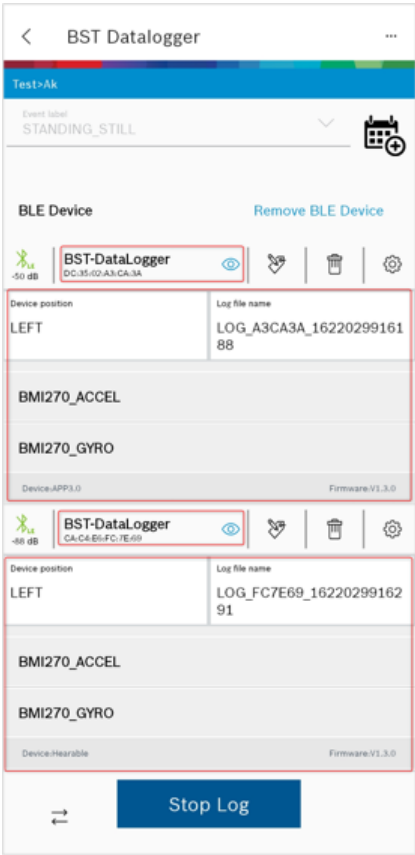 BST Datalogger
Test>Ak
Event label
STANDING_STILL
BLE Device Remove BLE Device
BST-DataLogger
DC:35:02:A3:CA:3A
-50 dB
Device position Log file name
LEFT LOG_A3CA3A_16220299161
88
BMI270_ACCEL
BMI270_GYRO
Device:APP3.0 Firmware:V1.3.0
BST-DataLogger
CA:C4:E6:FC:7E:69
-88 dB
Device position Log file name
LEFT LOG_FC7E69_16220299162
91
BMI270_ACCEL
BMI270_GYRO
Device:Hearable Firmware:V1.3.0
Stop Log